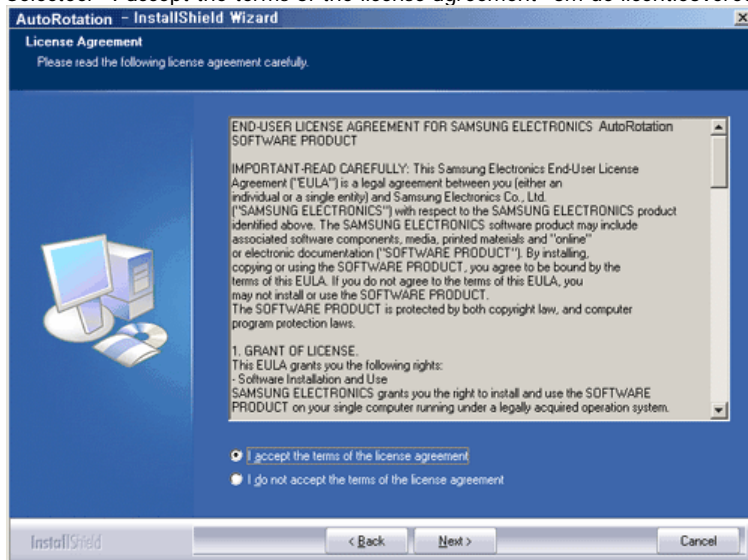 AutoRotation - InstallShield Wizard
License Agreement
Please read the following license agreement carefully.
END-USER LICENSE AGREEMENT FOR SAMSUNG ELECTRONICS AutoRotation
SOFTWARE PRODUCT
IMPORTANT-READ CAREFULLY: This Samsung Electronics End-User License
Agreement ("EULA") is a legal agreement between you (either an
individual or a single entity) and Samsung Electronics Co., Ltd.
("SAMSUNG ELECTRONICS") with respect to the SAMSUNG ELECTRONICS product
identified above. The SAMSUNG ELECTRONICS software product may include
associated software components, media, printed materials and "online"
or electronic documentation ("SOFTWARE PRODUCT"). By installing,
copying or using the SOFTWARE PRODUCT, you agree to be bound by the
terms of this EULA. If you do not agree to the terms of this EULA, you
may not install or use the SOFTWARE PRODUCT.
The SOFTWARE PRODUCT is protected by both copyright law, and computer
program protection laws.
1. GRANT OF LICENSE.
This EULA grants you the following rights:
- Software Installation and Use
SAMSUNG ELECTRONICS grants you the right to install and use the SOFTWARE
PRODUCT on your single computer running under a legally acquired operation system.
I accept the terms of the license agreement
I do not accept the terms of the license agreement
InstallShield
< Back
Next >
Cancel